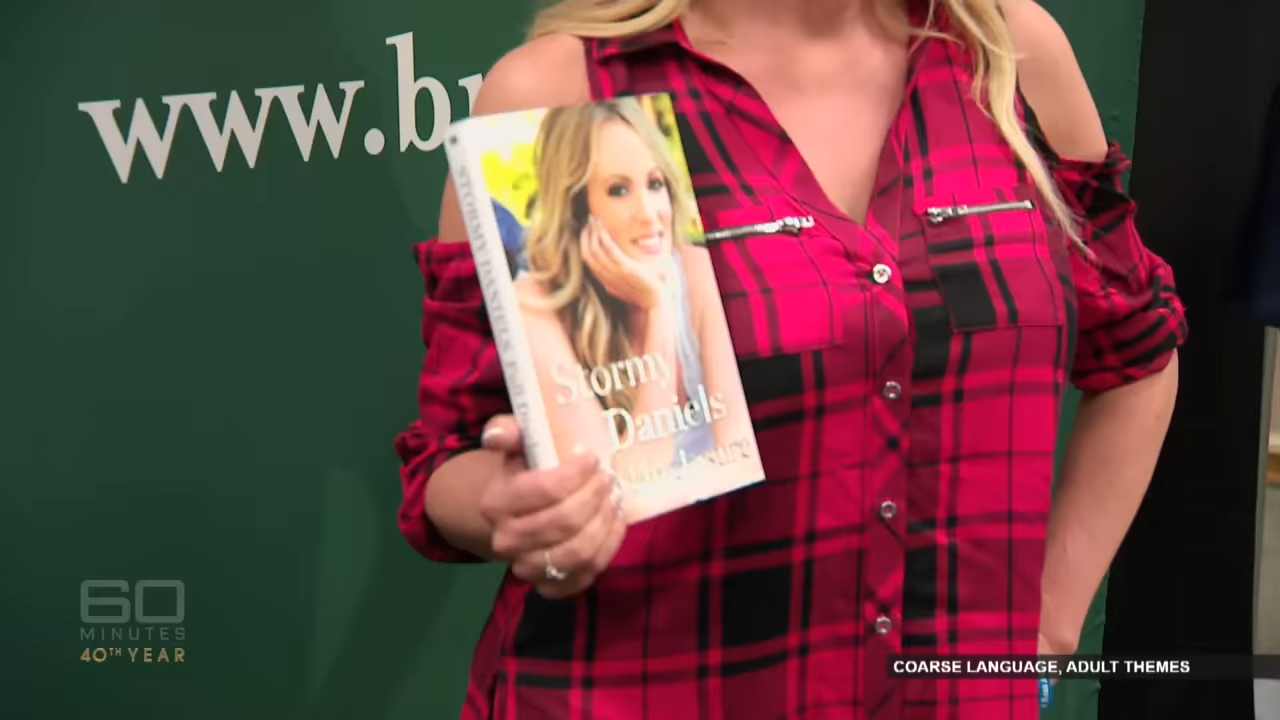 www.b
STORMY DANIELS
Stormy
Daniels
60
MINUTES
40TH YEAR
COARSE LANGUAGE, ADULT THEMES